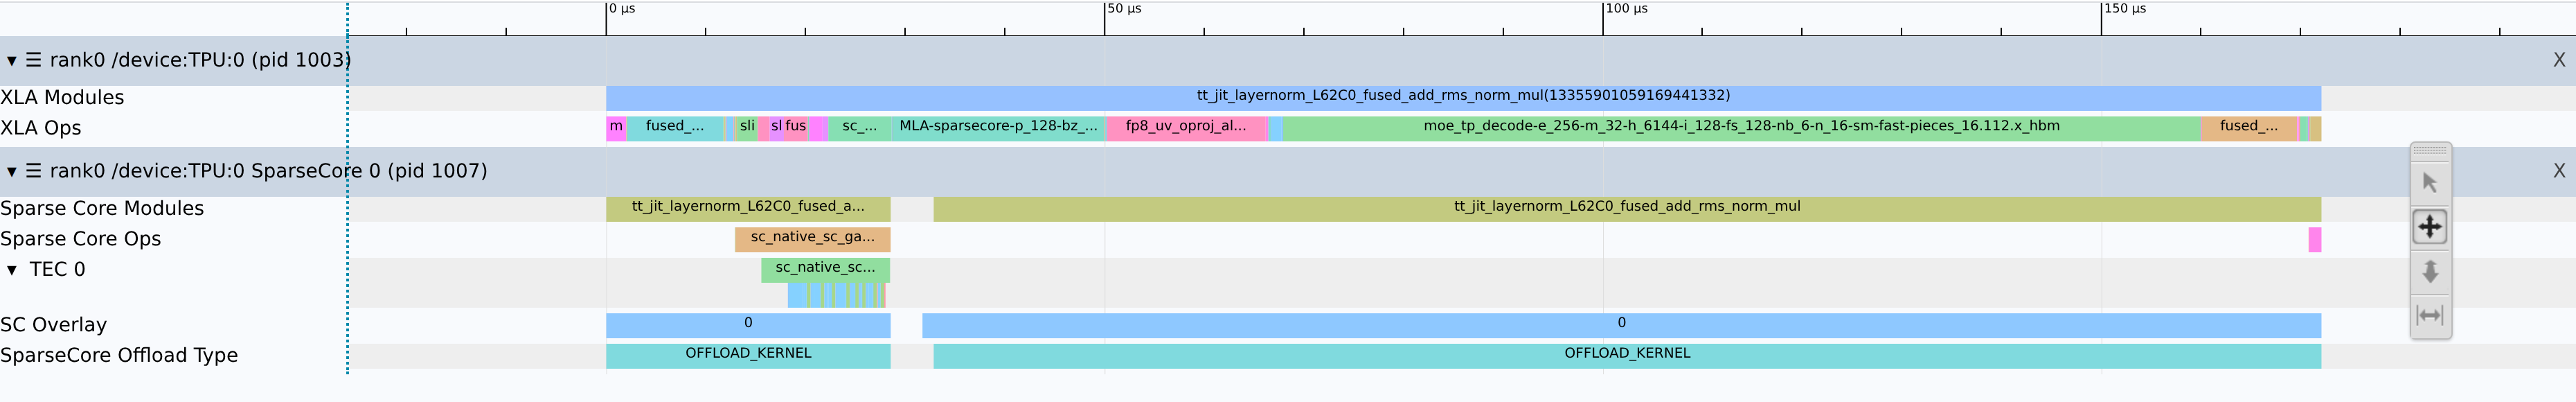 0 µs 50 µs 100 µs 150 µs
▼ ☰ rank0 /device:TPU:0 (pid 1003) X
XLA Modules tt_jit_layernorm_L62C0_fused_add_rms_norm_mul(13355901059169441332)
XLA Ops m fused_... sli sl fus sc_... MLA-sparsecore-p_128-bz_... fp8_uv_oproj_al... moe_tp_decode-e_256-m_32-h_6144-i_128-fs_128-nb_6-n_16-sm-fast-pieces_16.112.x_hbm fused_...
▼ ☰ rank0 /device:TPU:0 SparseCore 0 (pid 1007) X
Sparse Core Modules tt_jit_layernorm_L62C0_fused_a... tt_jit_layernorm_L62C0_fused_add_rms_norm_mul
Sparse Core Ops sc_native_sc_ga...
▼ TEC 0 sc_native_sc...
SC Overlay 0 0
SparseCore Offload Type OFFLOAD_KERNEL OFFLOAD_KERNEL